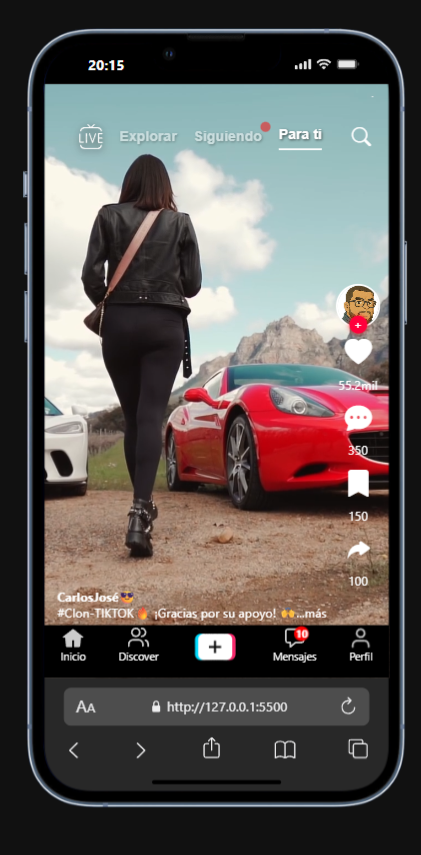 20:15
LIVE Explorar Siguiendo Para ti
55.2mil
350
150
100
CarlosJosé
#Clon-TIKTOK 🔥 ¡Gracias por su apoyo! 🙌...más
10
Inicio Discover Mensajes Perfil
AA http://127.0.0.1:5500